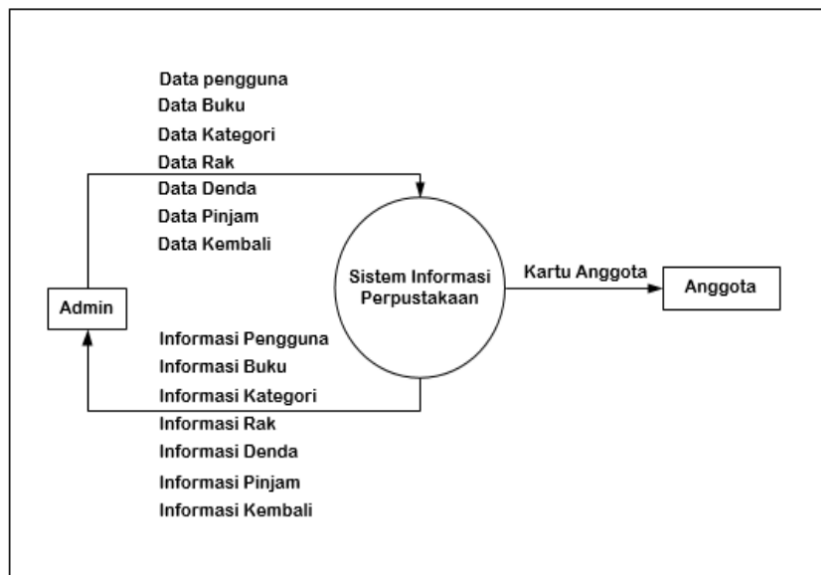 Data pengguna
Data Buku
Data Kategori
Data Rak
Data Denda
Data Pinjam
Data Kembali
Sistem Informasi
Perpustakaan
Kartu Anggota
Anggota
Admin
Informasi Pengguna
Informasi Buku
Informasi Kategori
Informasi Rak
Informasi Denda
Informasi Pinjam
Informasi Kembali